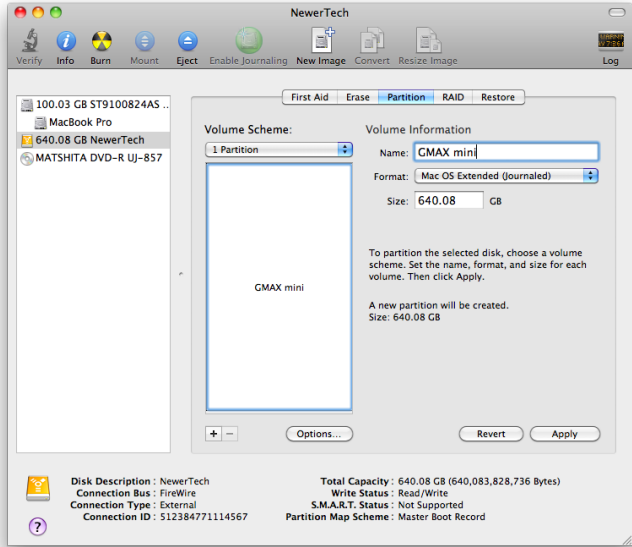 NewerTech
Verify Info Burn Mount Eject Enable Journaling New Image Convert Resize Image Log
First Aid Erase Partition RAID Restore
100.03 GB ST9100824AS ..
MacBook Pro
640.08 GB NewerTech
MATSHITA DVD-R UJ-857
Volume Scheme:
1 Partition
GMAX mini
+ −
Options...
Volume Information
Name: GMAX mini
Format: Mac OS Extended (Journaled)
Size: 640.08 GB
To partition the selected disk, choose a volume
scheme. Set the name, format, and size for each
volume. Then click Apply.
A new partition will be created.
Size: 640.08 GB
Revert Apply
Disk Description : NewerTech
Connection Bus : FireWire
Connection Type : External
Connection ID : 512384771114567
Total Capacity : 640.08 GB (640,083,828,736 Bytes)
Write Status : Read/Write
S.M.A.R.T. Status : Not Supported
Partition Map Scheme : Master Boot Record
?